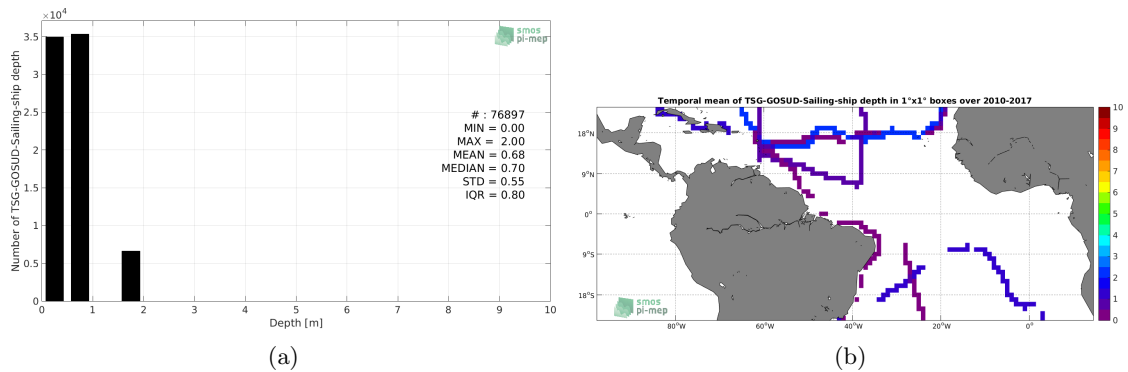 ×10⁴
Number of TSG-GOSUD-Sailing-ship depth
3.5
3
2.5
2
1.5
1
0.5
0
smos
pi-mep
# : 76897
MIN = 0.00
MAX = 2.00
MEAN = 0.68
MEDIAN = 0.70
STD = 0.55
IQR = 0.80
0 1 2 3 4 5 6 7 8 9 10
Depth [m]
(a)
Temporal mean of TSG-GOSUD-Sailing-ship depth in 1°x1° boxes over 2010-2017
18°N
9°N
0°
9°S
18°S
smos
pi-mep
80°W 60°W 40°W 20°W 0°
10
9
8
7
6
5
4
3
2
1
0
(b)